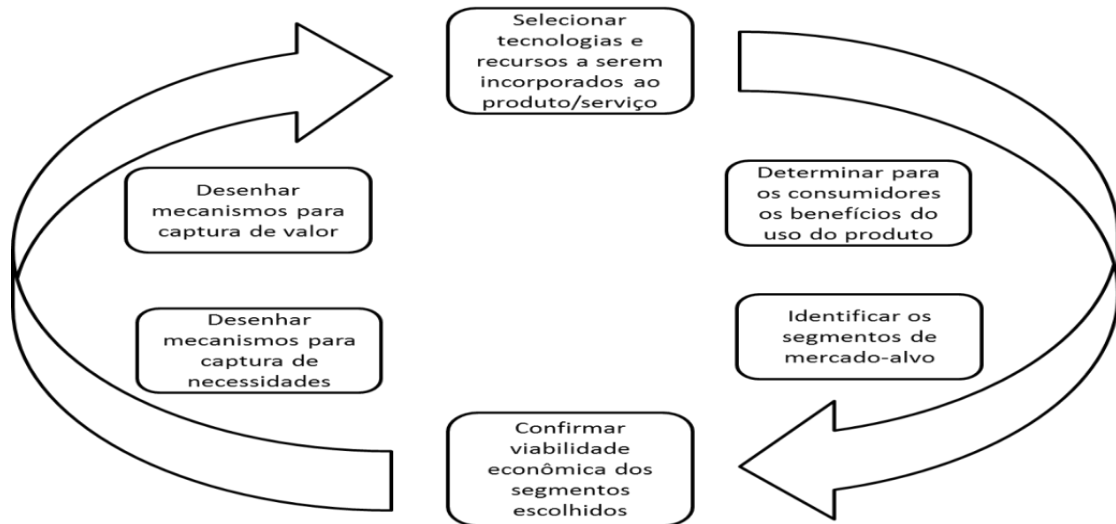 Selecionar
tecnologias e
recursos a serem
incorporados ao
produto/serviço
Determinar para
os consumidores
os benefícios do
uso do produto
Identificar os
segmentos de
mercado-alvo
Confirmar
viabilidade
econômica dos
segmentos
escolhidos
Desenhar
mecanismos para
captura de
necessidades
Desenhar
mecanismos para
captura de valor